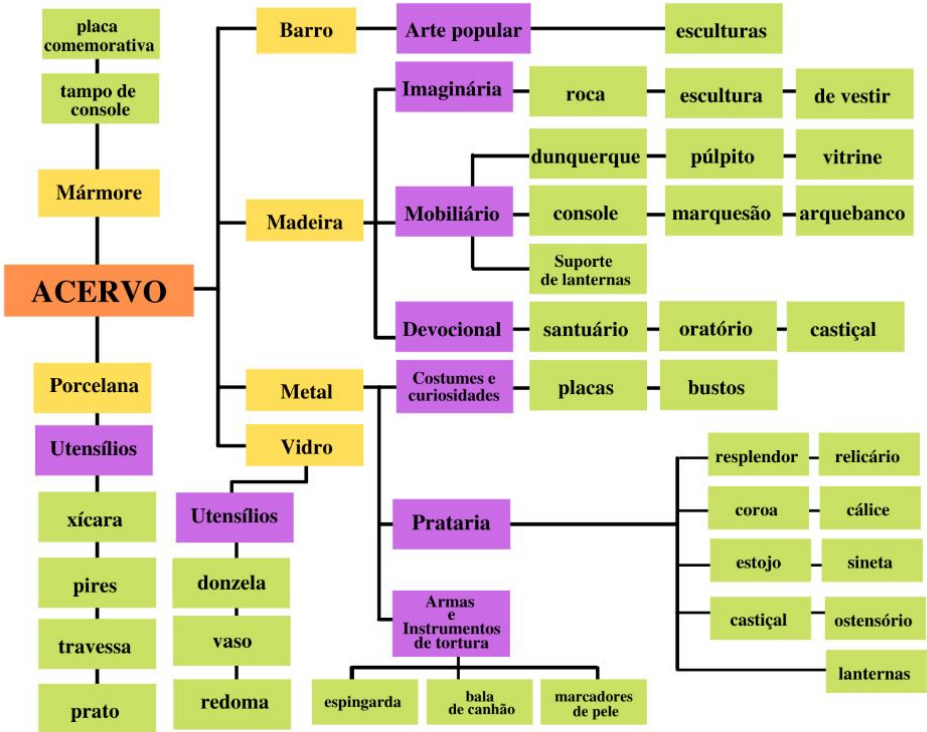 placa
comemorativa
tampo de
console
Mármore
ACERVO
Porcelana
Utensílios
xícara
pires
travessa
prato
Barro
Arte popular
esculturas
Madeira
Imaginária
roca
escultura
de vestir
Mobiliário
dunquerque
púlpito
vitrine
console
marquesão
arquebanco
Suporte
de lanternas
Devocional
santuário
oratório
castiçal
Metal
Costumes e
curiosidades
placas
bustos
Prataria
resplendor
relicário
coroa
cálice
estojo
sineta
castiçal
ostensório
lanternas
Armas
e
Instrumentos
de tortura
espingarda
bala
de canhão
marcadores
de pele
Vidro
Utensílios
donzela
vaso
redoma